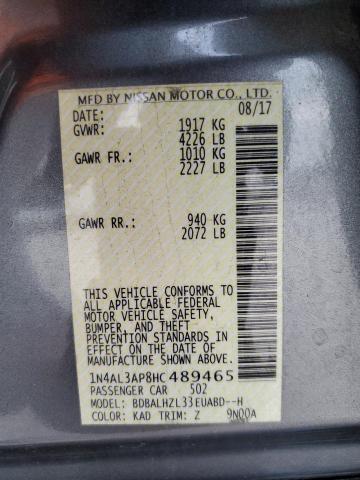 MFD BY NISSAN MOTOR CO., LTD.
DATE: 08/17
GVWR: 1917 KG
4226 LB
GAWR FR.: 1010 KG
2227 LB
GAWR RR.: 940 KG
2072 LB
THIS VEHICLE CONFORMS TO
ALL APPLICABLE FEDERAL
MOTOR VEHICLE SAFETY,
BUMPER, AND THEFT
PREVENTION STANDARDS IN
EFFECT ON THE DATE OF
MANUFACTURE SHOWN ABOVE.
1N4AL3AP8HC489465
PASSENGER CAR 502
MODEL: BDBALHZL33EUABD--H
COLOR: KAD TRIM: Z 9N00A